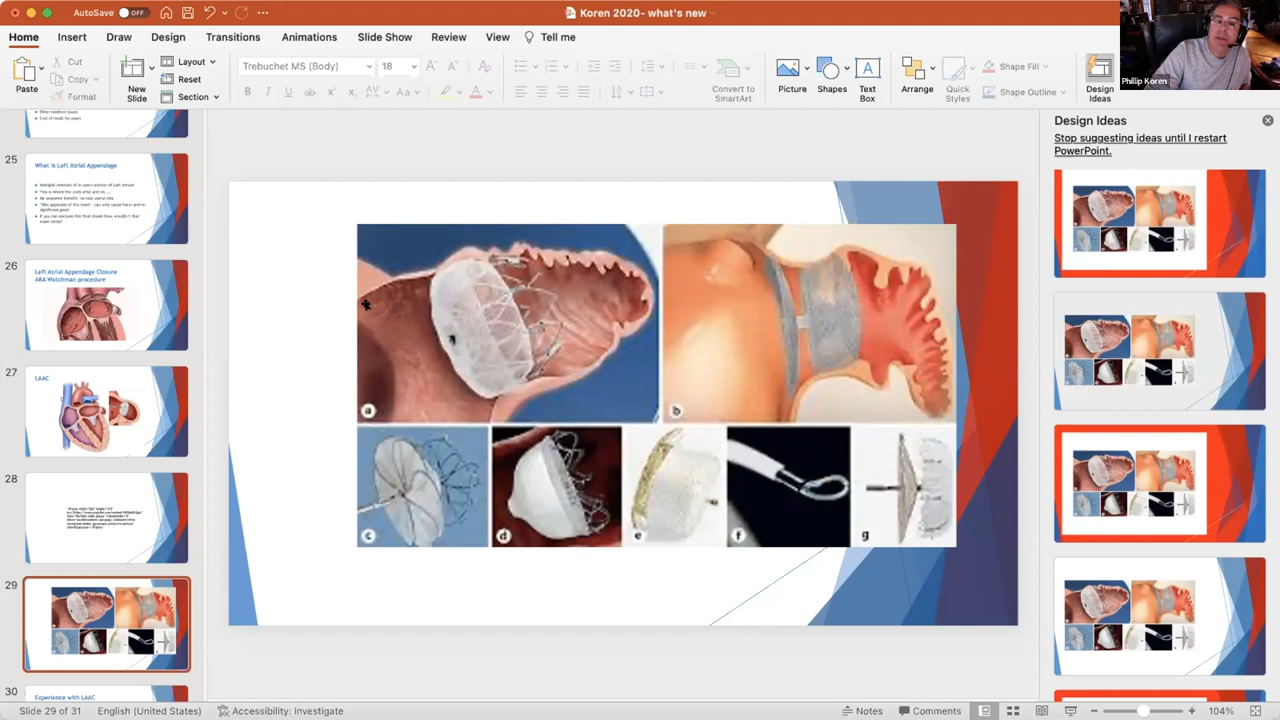 AutoSave OFF
Koren 2020- what's new
Home Insert Draw Design Transitions Animations Slide Show Review View Tell me
Paste
Cut
Copy
Format
New Slide
Layout
Reset
Section
Trebuchet MS (Body) 18
Convert to SmartArt
Picture
Shapes
Text Box
Arrange
Quick Styles
Shape Fill
Shape Outline
Design Ideas
Phillip Koren
25
What is Left Atrial Appendage
26
Left Atrial Appendage Closure
AKA Watchman procedure
27
LAAC
28
29
30
Experience with LAAC
a
b
c
d
e
f
g
Design Ideas
Stop suggesting ideas until I restart
PowerPoint.
Slide 29 of 31 English (United States) Accessibility: Investigate Notes Comments 104%